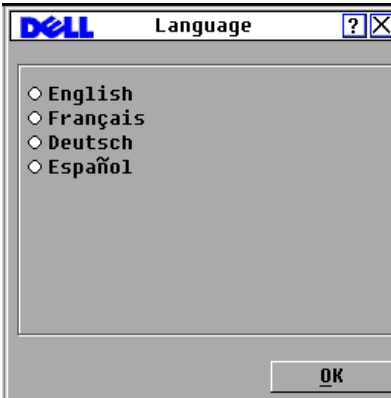 DELL Language ? X
English
Français
Deutsch
Español
OK